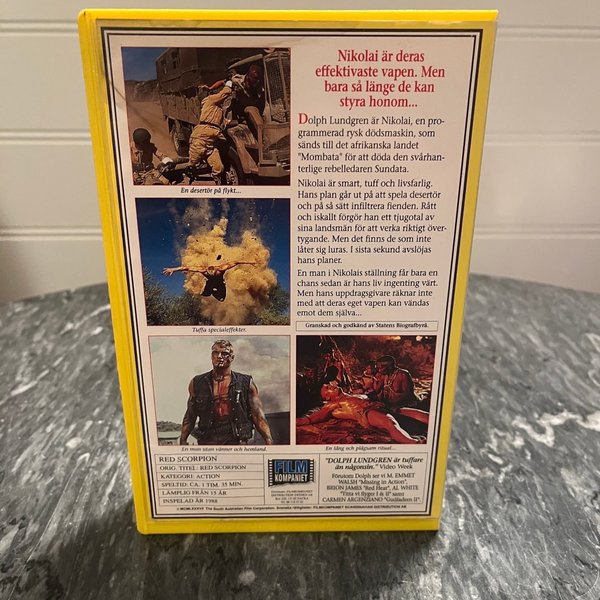 Nikolai är deras
effektivaste vapen. Men
bara så länge de kan
styra honom...
Dolph Lundgren är Nikolai, en pro-
grammerad rysk dödsmaskin, som
sänds till det afrikanska landet
"Mombata" för att döda den svårhan-
terlige rebelledaren Sundata.
Nikolai är smart, tuff och livsfarlig.
Hans plan går ut på att spela desertör
och på så sätt infiltrera fienden. Rått
och iskallt förgör han ett tjugotal av
sina landsmän för att verka riktigt över-
tygande. Men det finns de som inte
låter sig luras. I sista sekund avslöjas
hans planer.
En man i Nikolais ställning får bara en
chans sedan är hans liv ingenting värt.
Men hans uppdragsgivare räknar inte
med att deras eget vapen kan vändas
emot dem själva...
Granskad och godkänd av Statens Biografbyrå.
En desertör på flykt...
Tuffa specialeffekter.
En man utan vänner och hemland.
En lång och plågsam ritual...
RED SCORPION
ORIG. TITEL: RED SCORPION
KATEGORI: ACTION
SPELTID: CA. 1 TIM. 35 MIN.
LÄMPLIG FRÅN 15 ÅR
INSPELAD ÅR 1988
FILM
KOMPANIET
"DOLPH LUNDGREN är tuffare
än någonsin." Video Week
Förutom Dolph ser vi M. EMMET
WALSH "Missing in Action",
BRION JAMES "Red Heat", AL WHITE
"Titta vi flyger I & II" samt
CARMEN ARGENZIANO "Gudfadern II"